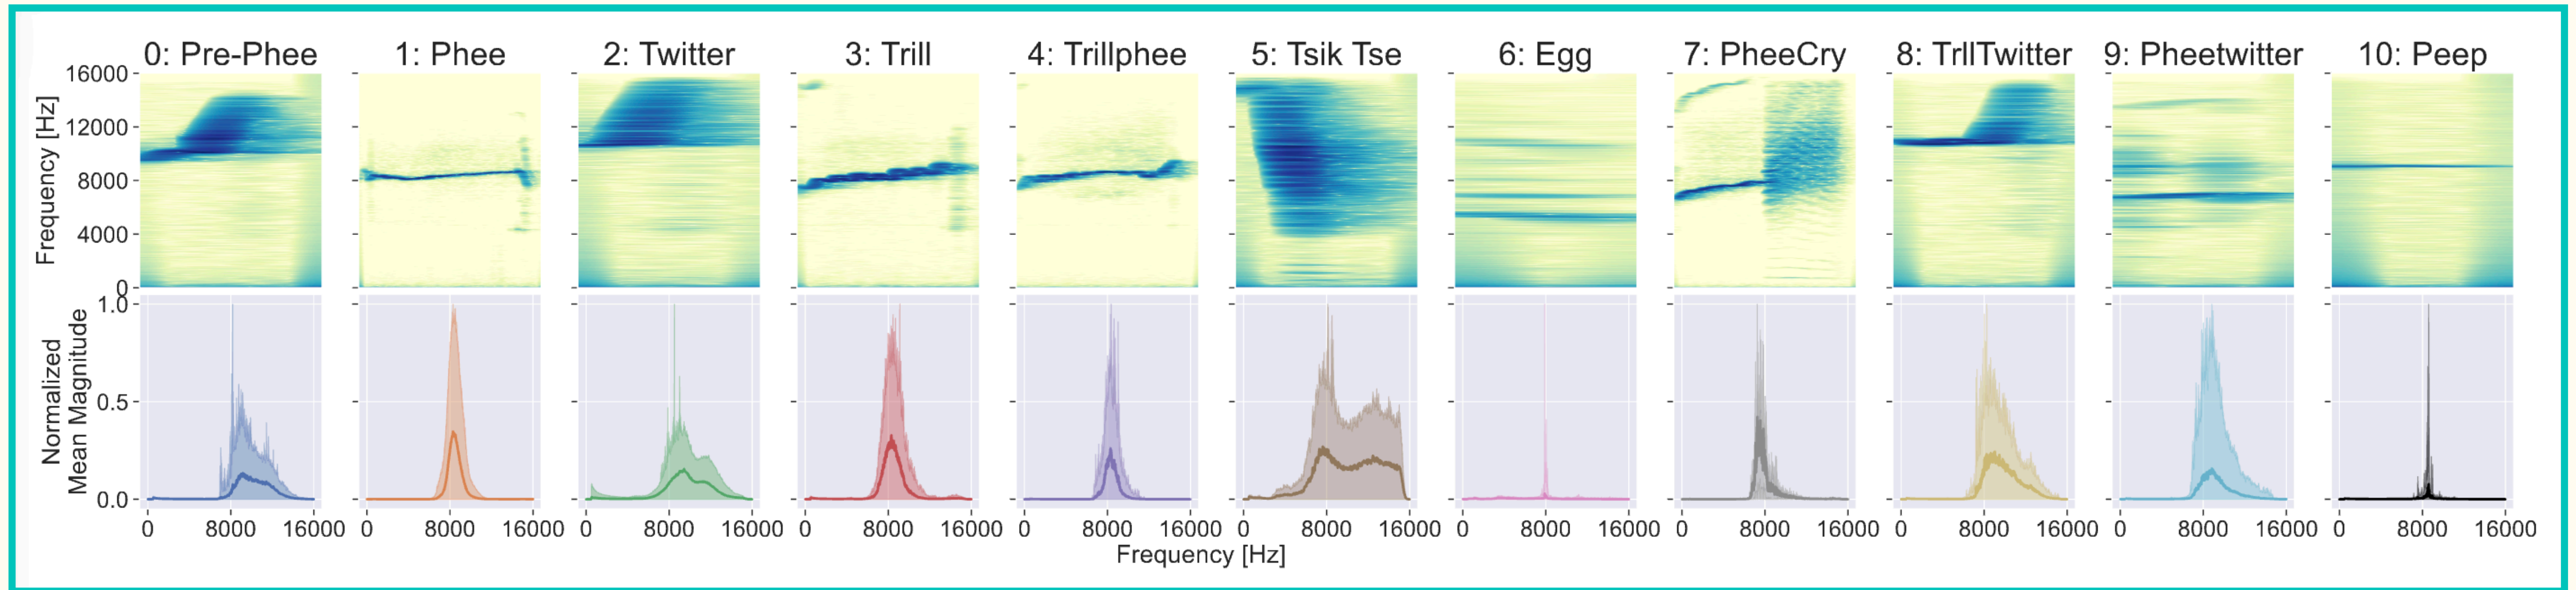 0: Pre-Phee 1: Phee 2: Twitter 3: Trill 4: Trillphee 5: Tsik Tse 6: Egg 7: PheeCry 8: TrllTwitter 9: Pheetwitter 10: Peep
Frequency [Hz]
16000
12000
8000
4000
0
Normalized
Mean Magnitude
1.0
0.5
0.0
0 8000 16000 0 8000 16000 0 8000 16000 0 8000 16000 0 8000 16000 0 8000 16000 0 8000 16000 0 8000 16000 0 8000 16000 0 8000 16000 0 8000 16000
Frequency [Hz]